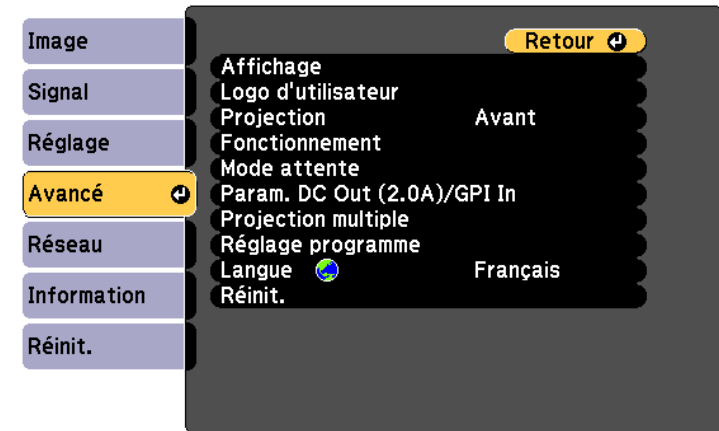 Image
Signal
Réglage
Avancé
Réseau
Information
Réinit.
Retour
Affichage
Logo d'utilisateur
Projection Avant
Fonctionnement
Mode attente
Param. DC Out (2.0A)/GPI In
Projection multiple
Réglage programme
Langue Français
Réinit.